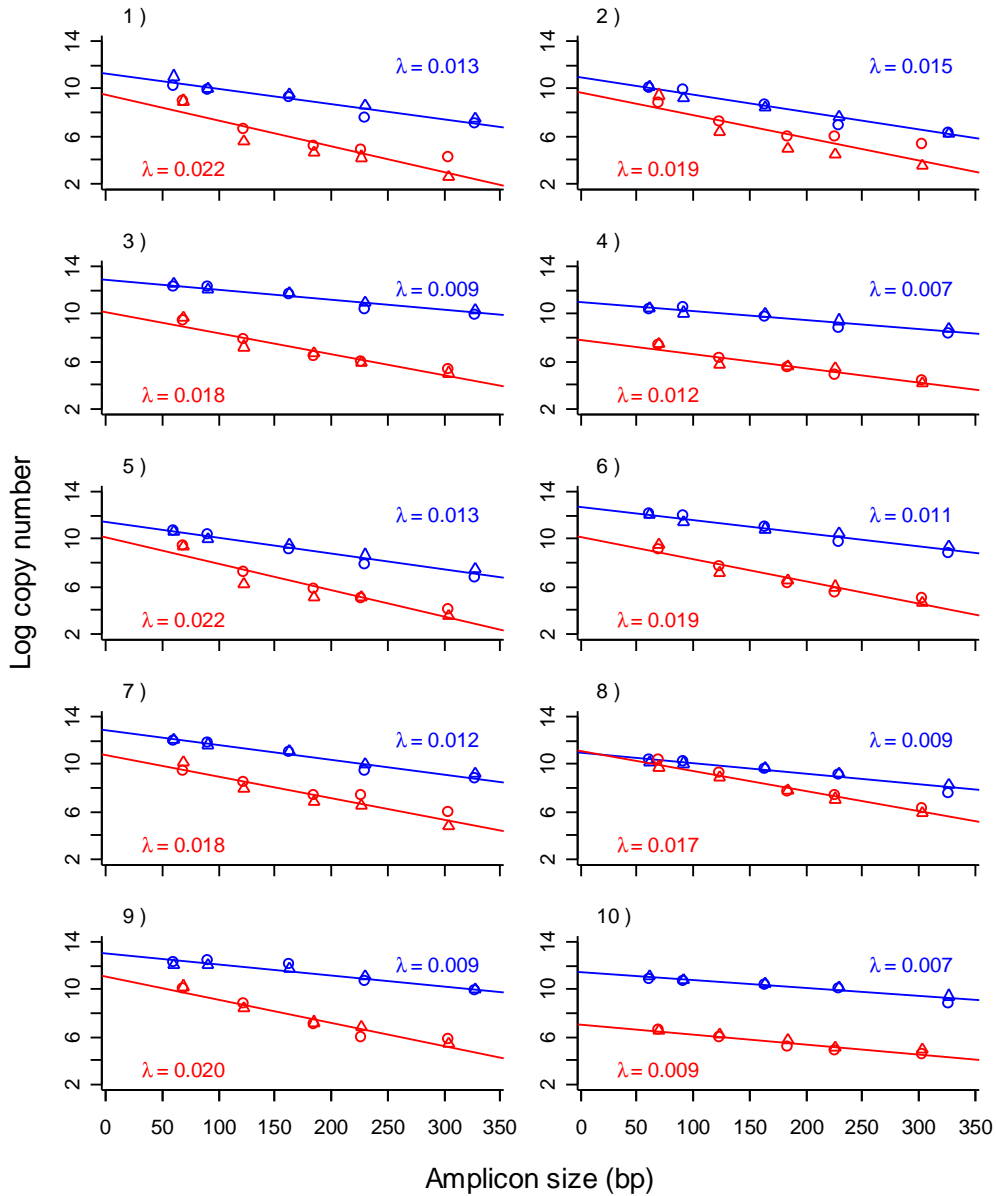 1 )
2 6 10 14
λ = 0.013
λ = 0.022
2 )
2 6 10 14
λ = 0.015
λ = 0.019
3 )
2 6 10 14
λ = 0.009
λ = 0.018
4 )
2 6 10 14
λ = 0.007
λ = 0.012
5 )
2 6 10 14
λ = 0.013
λ = 0.022
6 )
2 6 10 14
λ = 0.011
λ = 0.019
7 )
2 6 10 14
λ = 0.012
λ = 0.018
8 )
2 6 10 14
λ = 0.009
λ = 0.017
9 )
2 6 10 14
λ = 0.009
λ = 0.020
0 50 100 150 200 250 300 350
10 )
2 6 10 14
λ = 0.007
λ = 0.009
0 50 100 150 200 250 300 350
Log copy number
Amplicon size (bp)